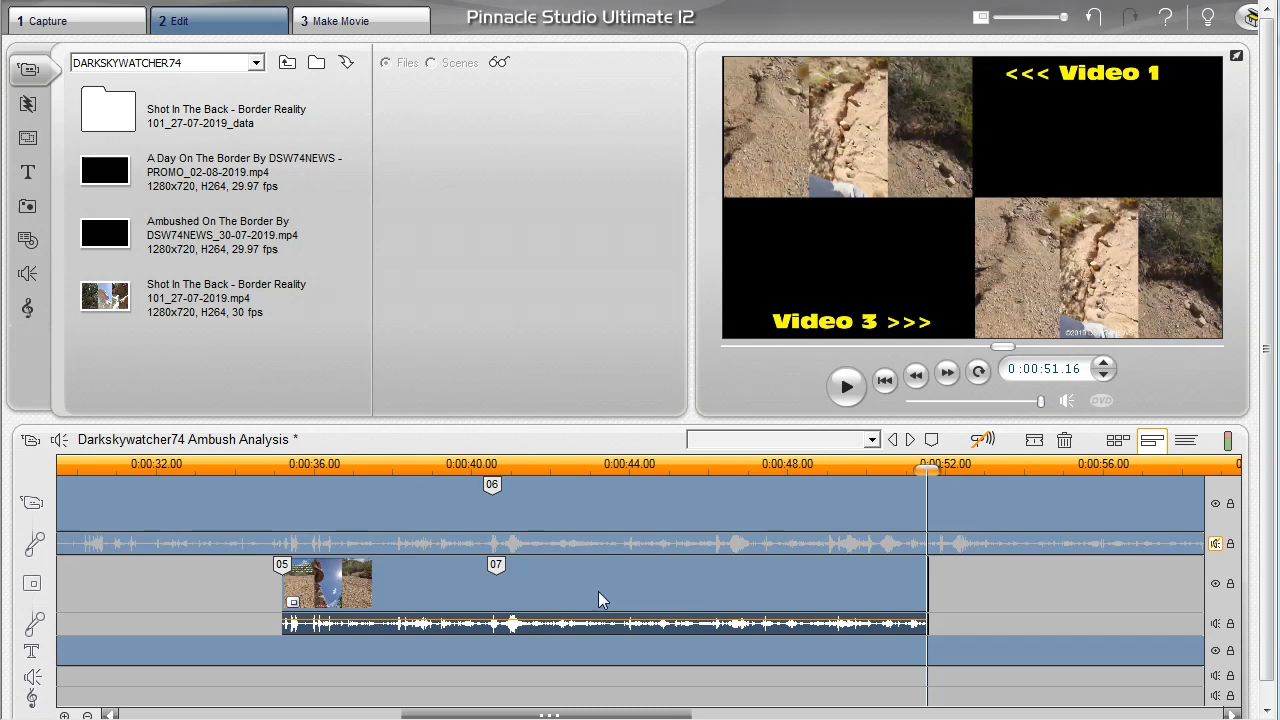 1 Capture
2 Edit
3 Make Movie
Pinnacle Studio Ultimate 12
DARKSKYWATCHER74
Files
Scenes
Shot In The Back - Border Reality
101_27-07-2019_data
A Day On The Border By DSW74NEWS -
PROMO_02-08-2019.mp4
1280x720, H264, 29.97 fps
Ambushed On The Border By
DSW74NEWS_30-07-2019.mp4
1280x720, H264, 29.97 fps
Shot In The Back - Border Reality
101_27-07-2019.mp4
1280x720, H264, 30 fps
<<< Video 1
Video 3 >>>
0:00:51.16
DVD
Darkskywatcher74 Ambush Analysis *
0:00:32.00
0:00:36.00
0:00:40.00
0:00:44.00
0:00:48.00
0:00:52.00
0:00:56.00
06
05
07